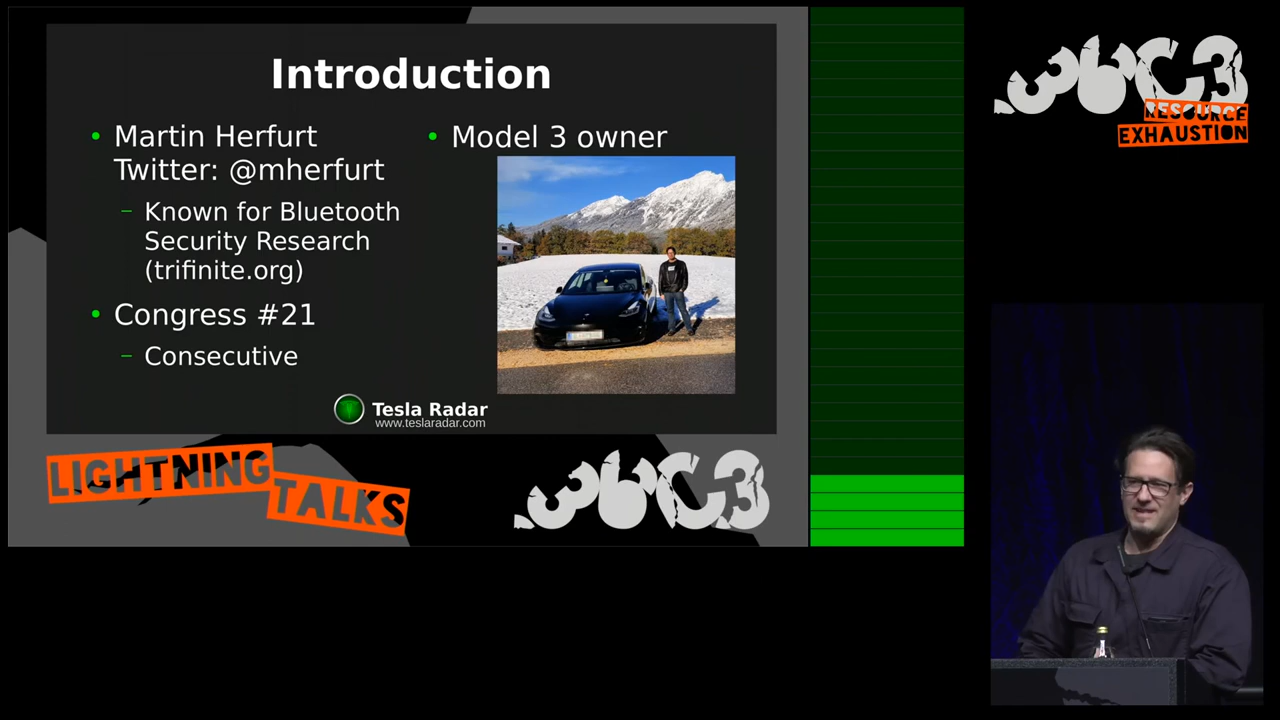 Introduction
Martin Herfurt
Twitter: @mherfurt
Known for Bluetooth
Security Research
(trifinite.org)
Congress #21
Consecutive
Model 3 owner
Tesla Radar
www.teslaradar.com
LIGHTNING
TALKS
36C3
36C3
RESOURCE
EXHAUSTION